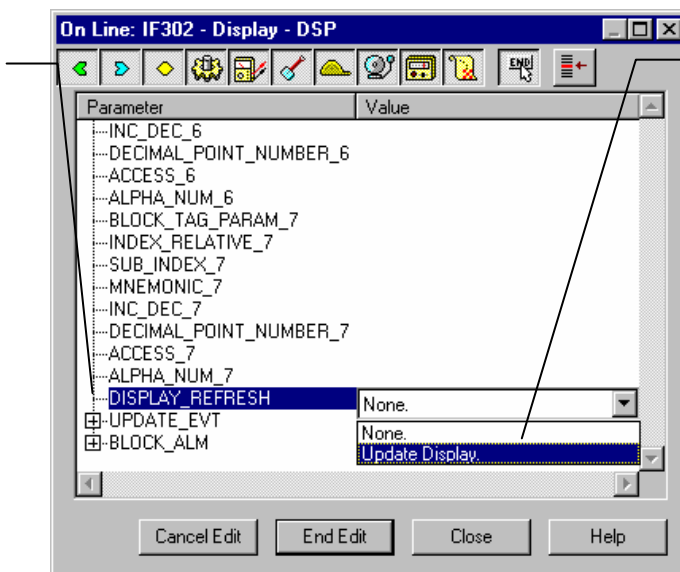 On Line: IF302 - Display - DSP
END
Parameter Value
INC_DEC_6
DECIMAL_POINT_NUMBER_6
ACCESS_6
ALPHA_NUM_6
BLOCK_TAG_PARAM_7
INDEX_RELATIVE_7
SUB_INDEX_7
MNEMONIC_7
INC_DEC_7
DECIMAL_POINT_NUMBER_7
ACCESS_7
ALPHA_NUM_7
DISPLAY_REFRESH None.
UPDATE_EVT None.
BLOCK_ALM Update Display.
Cancel Edit End Edit Close Help